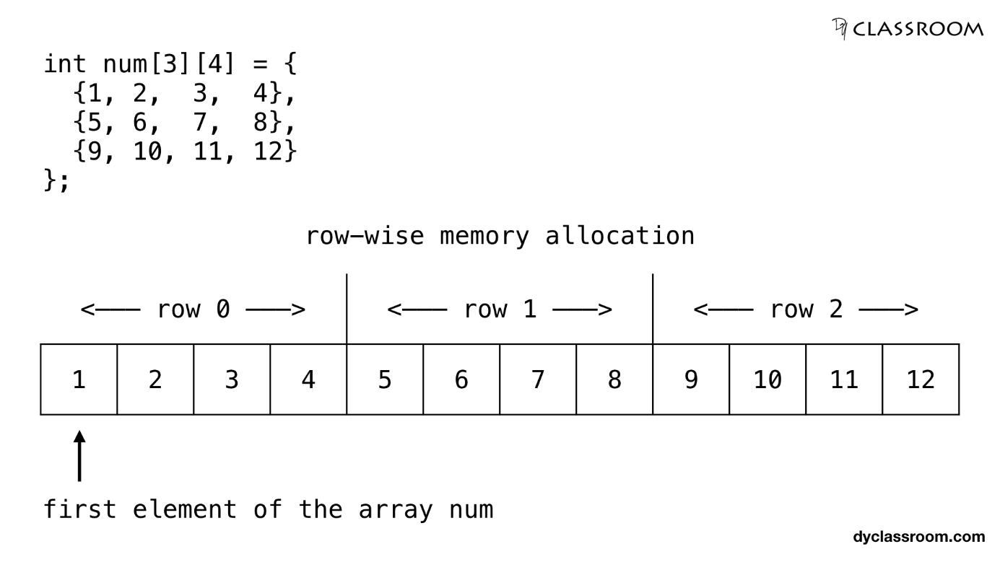 DY CLASSROOM
int num[3][4] = {
  {1, 2,  3,  4},
  {5, 6,  7,  8},
  {9, 10, 11, 12}
};
row-wise memory allocation
<—— row 0 ——> <—— row 1 ——> <—— row 2 ——>
1 2 3 4 5 6 7 8 9 10 11 12
first element of the array num
dyclassroom.com